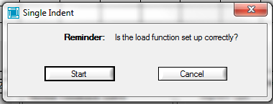 Single Indent
Reminder: Is the load function set up correctly?
Start Cancel